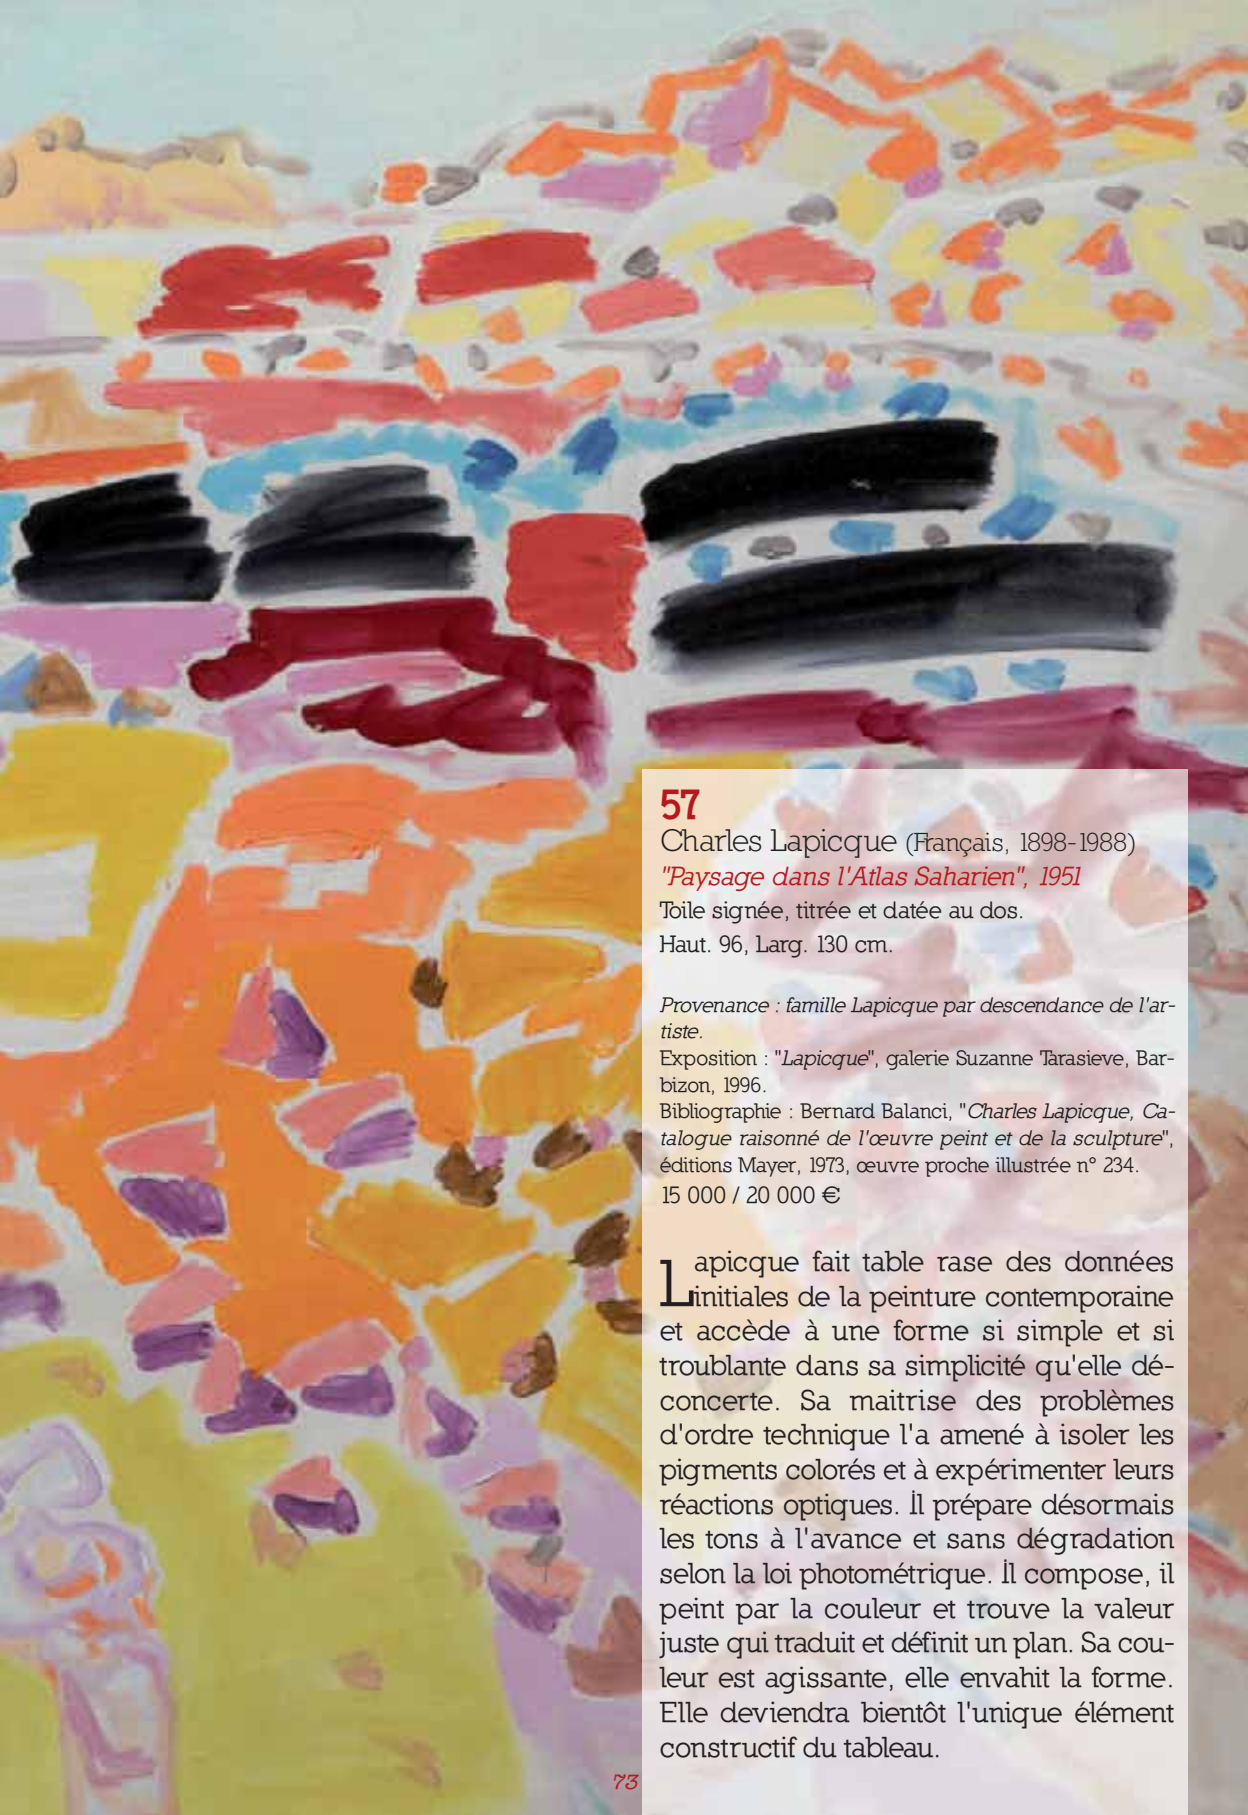 57
Charles Lapicque (Français, 1898-1988)
"Paysage dans l'Atlas Saharien", 1951
Toile signée, titrée et datée au dos.
Haut. 96, Larg. 130 cm.
Provenance : famille Lapicque par descendance de l'ar-
tiste.
Exposition : "Lapicque", galerie Suzanne Tarasieve, Bar-
bizon, 1996.
Bibliographie : Bernard Balanci, "Charles Lapicque, Ca-
talogue raisonné de l'œuvre peint et de la sculpture",
éditions Mayer, 1973, œuvre proche illustrée n° 234.
15 000 / 20 000 €
Lapicque fait table rase des données
initiales de la peinture contemporaine
et accède à une forme si simple et si
troublante dans sa simplicité qu'elle dé-
concerte. Sa maitrise des problèmes
d'ordre technique l'a amené à isoler les
pigments colorés et à expérimenter leurs
réactions optiques. Il prépare désormais
les tons à l'avance et sans dégradation
selon la loi photométrique. Il compose, il
peint par la couleur et trouve la valeur
juste qui traduit et définit un plan. Sa cou-
leur est agissante, elle envahit la forme.
Elle deviendra bientôt l'unique élément
constructif du tableau.
73